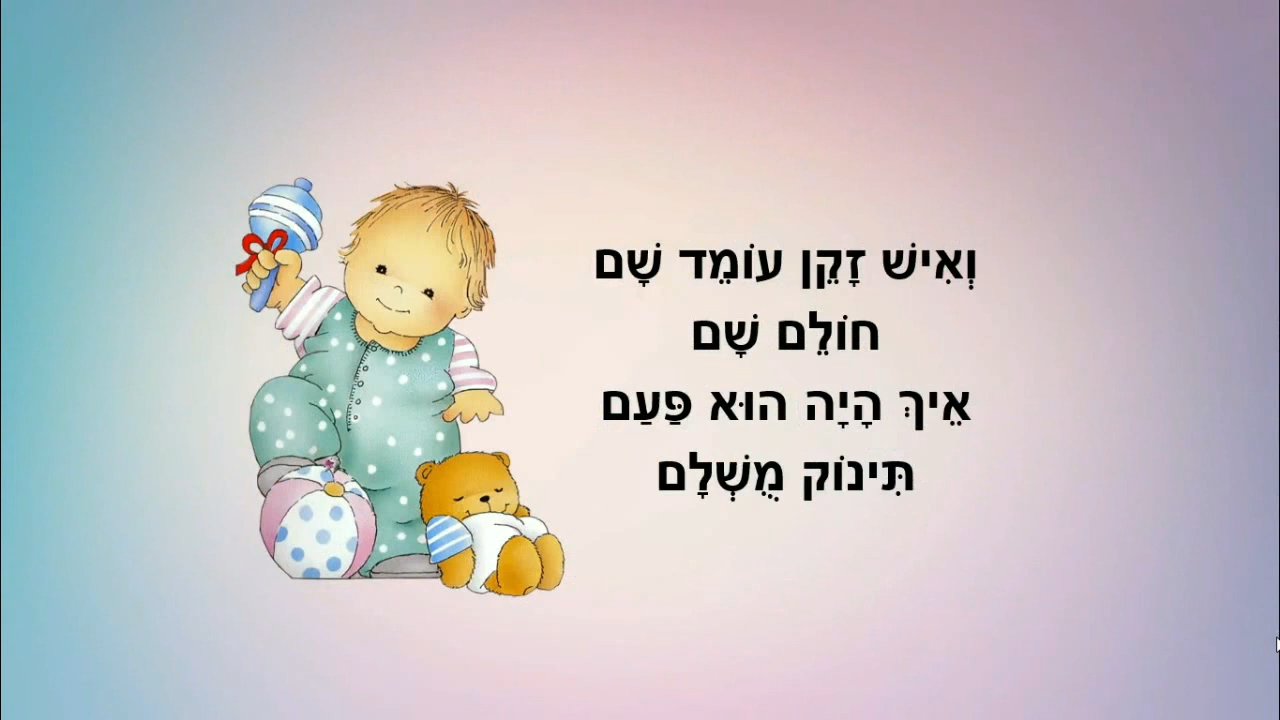 וְאִישׁ זָקֵן עוֹמֵד שָׁם
חוֹלֵם שָׁם
אֵיךְ הָיָה הוּא פַּעַם
תִּינוֹק מֻשְׁלָם